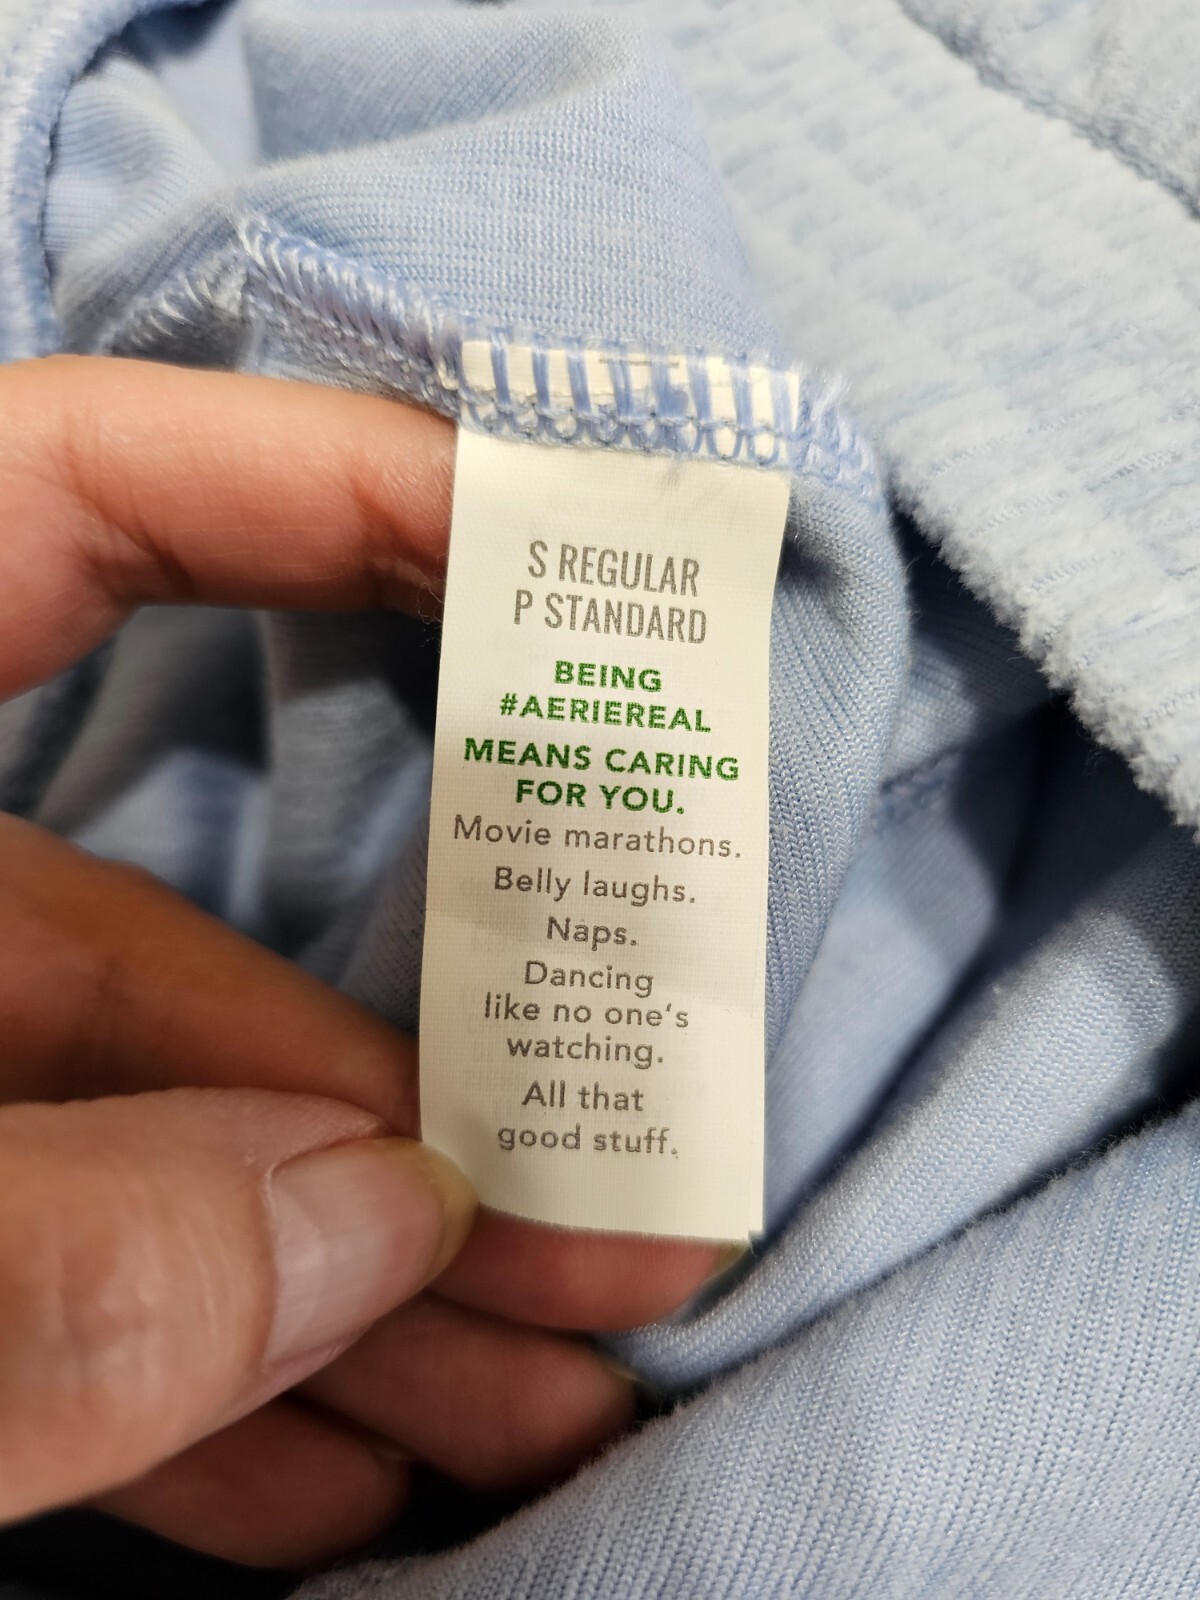 S REGULAR
P STANDARD
BEING
#AERIEREAL
MEANS CARING
FOR YOU.
Movie marathons.
Belly laughs.
Naps.
Dancing
like no one's
watching.
All that
good stuff.